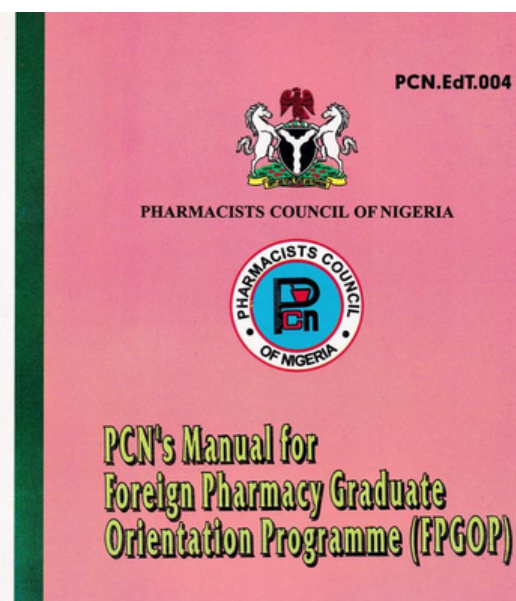 PCN.EdT.004
PHARMACISTS COUNCIL OF NIGERIA
PHARMACISTS COUNCIL
Pcn
OF NIGERIA
PCN's Manual for
Foreign Pharmacy Graduate
Orientation Programme (FPGOP)